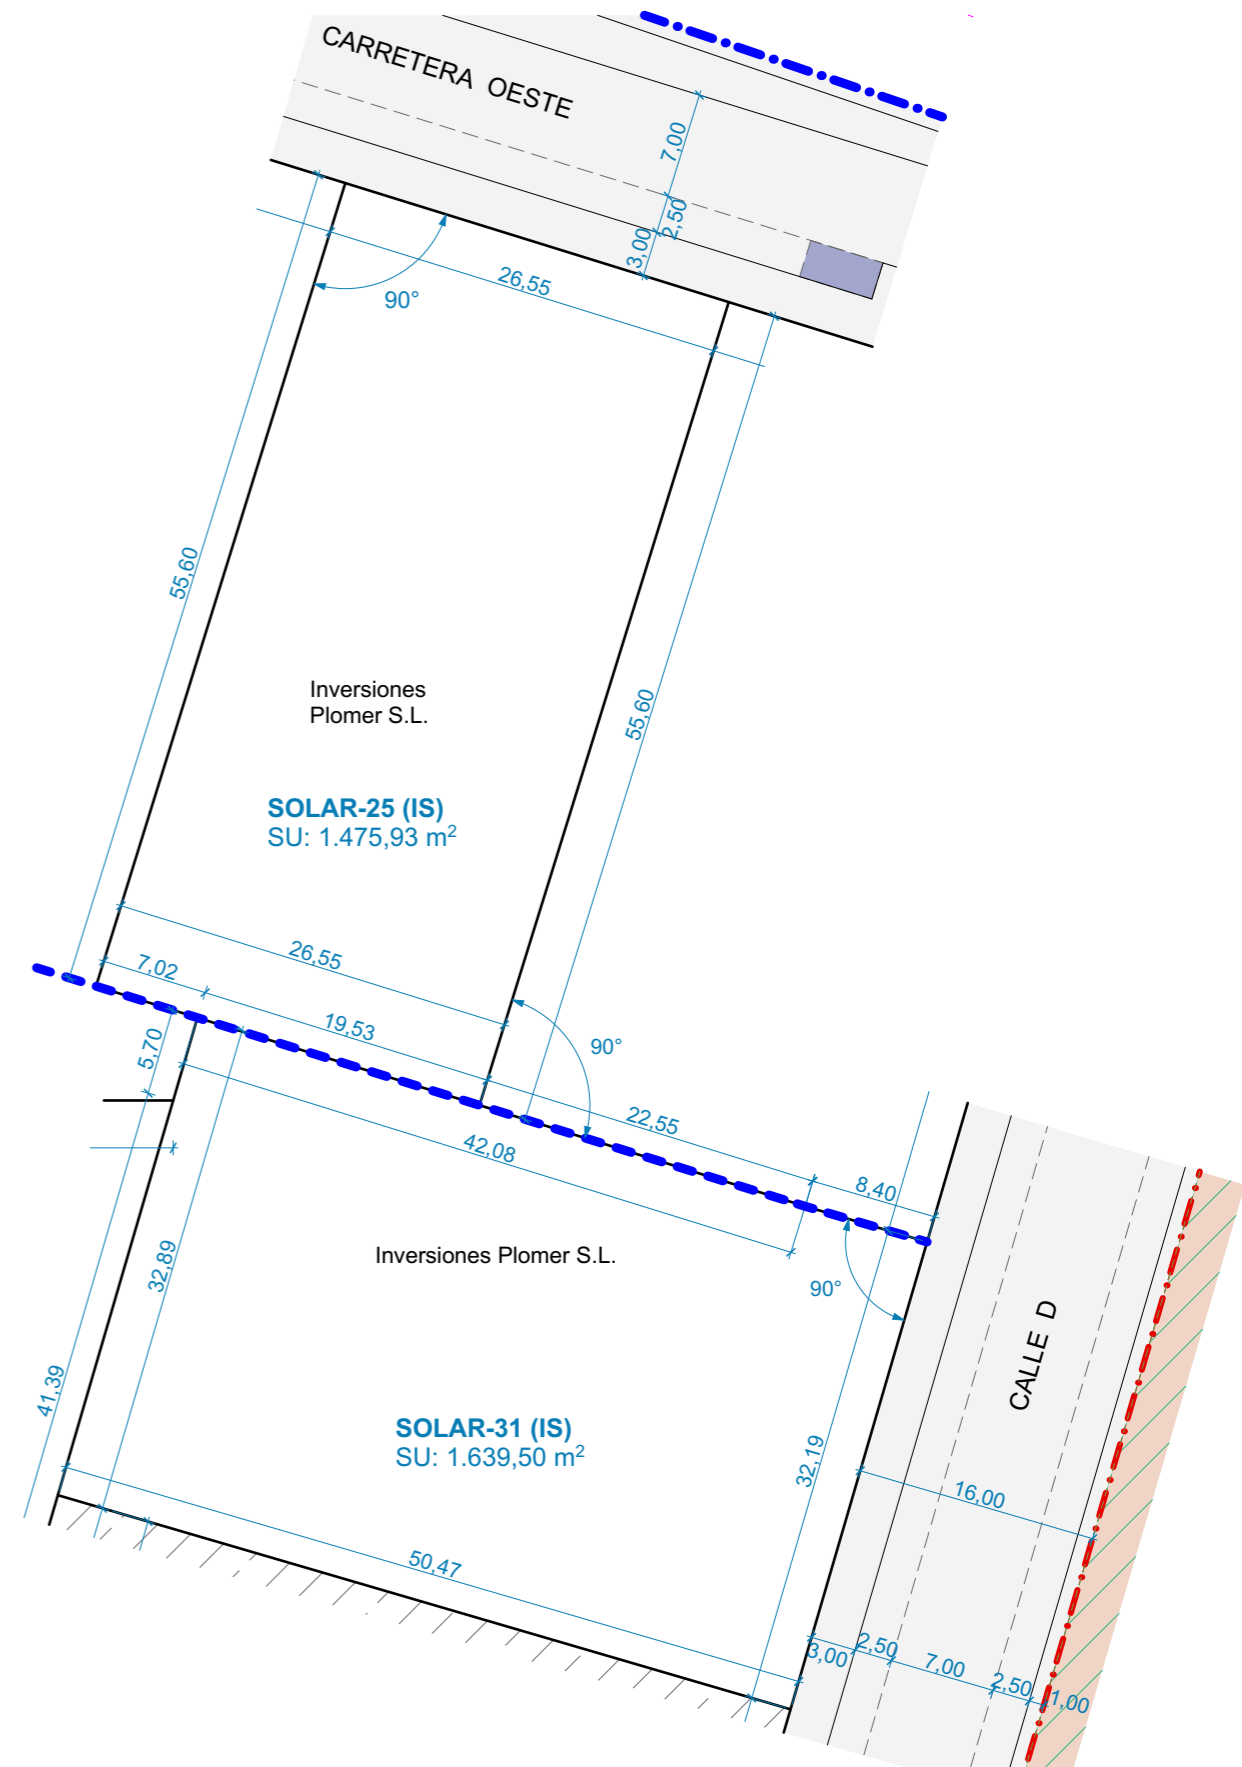 CARRETERA OESTE
7,00
2,50
3,00
26,55
90°
55,60
55,60
Inversiones
Plomer S.L.
SOLAR-25 (IS)
SU: 1.475,93 m²
26,55
7,02
19,53
5,70
90°
22,55
42,08
8,40
Inversiones Plomer S.L.
32,89
90°
CALLE D
41,39
SOLAR-31 (IS)
SU: 1.639,50 m²
32,19
16,00
50,47
3,00
2,50
7,00
2,50
1,00